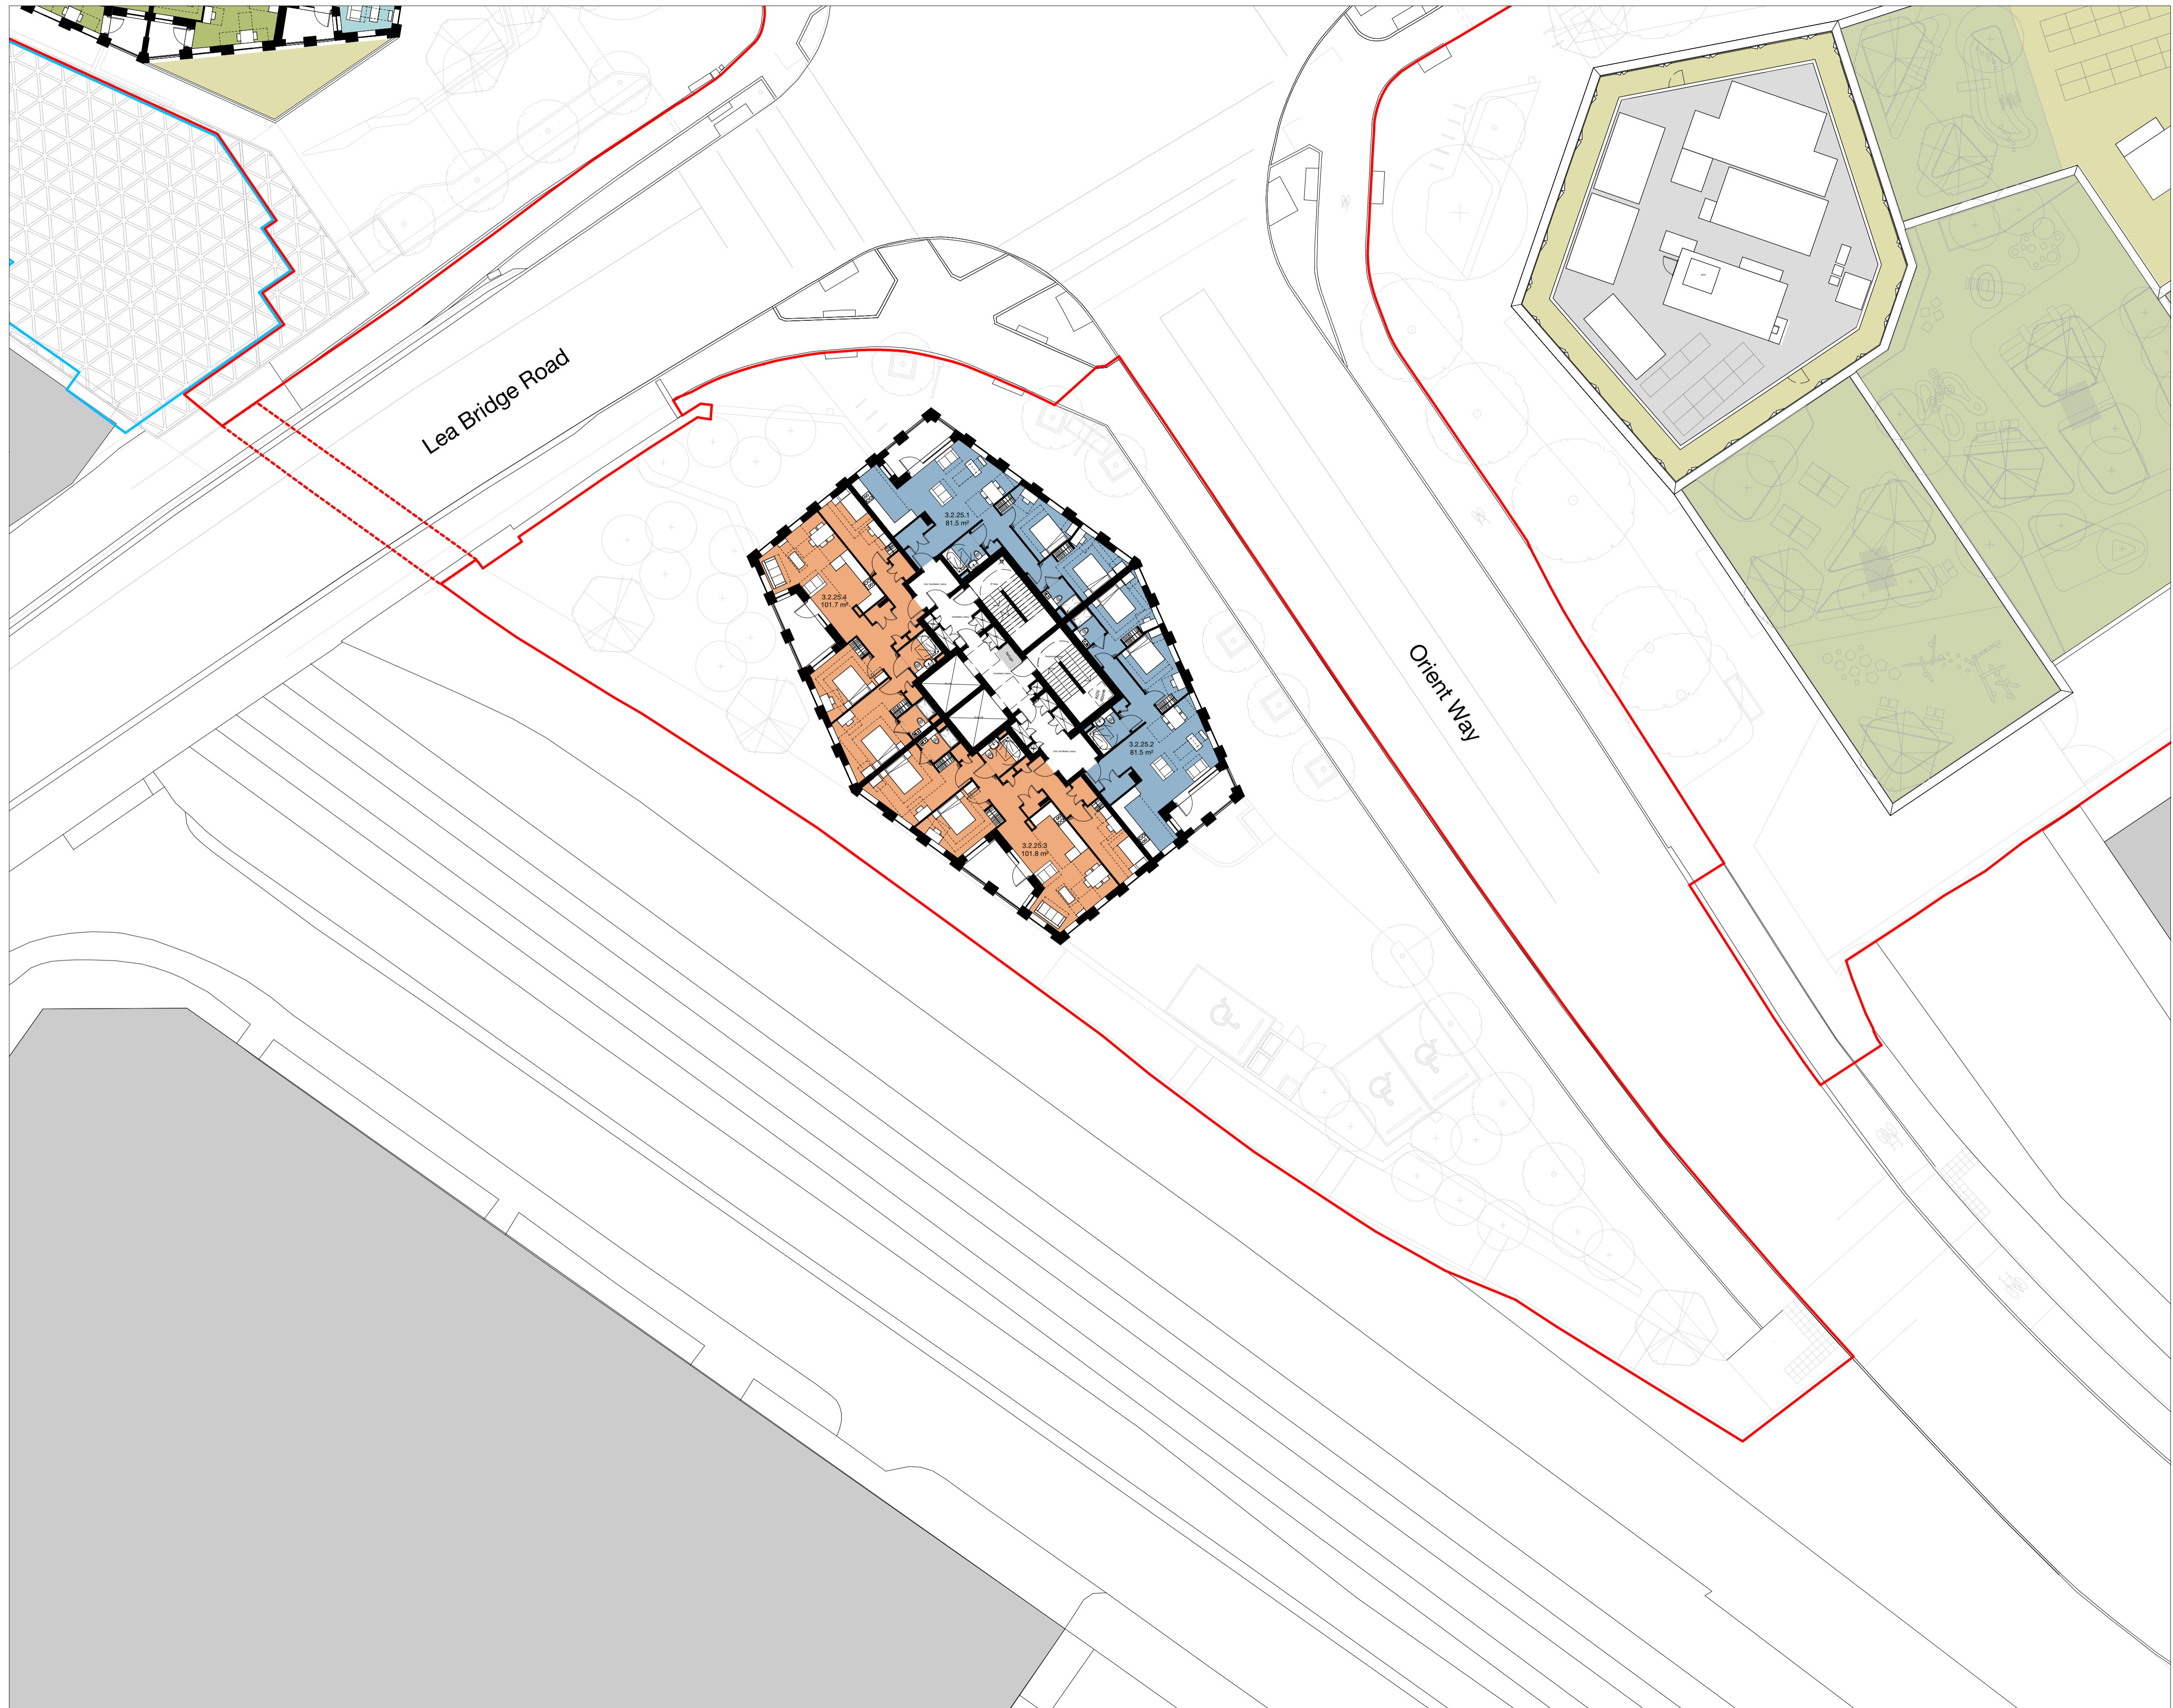 Lea Bridge Road
3.2.25.1
81.5 m²
3.2.25.4
101.7 m²
Orient Way
3.2.25.2
81.5 m²
3.2.25.3
101.8 m²